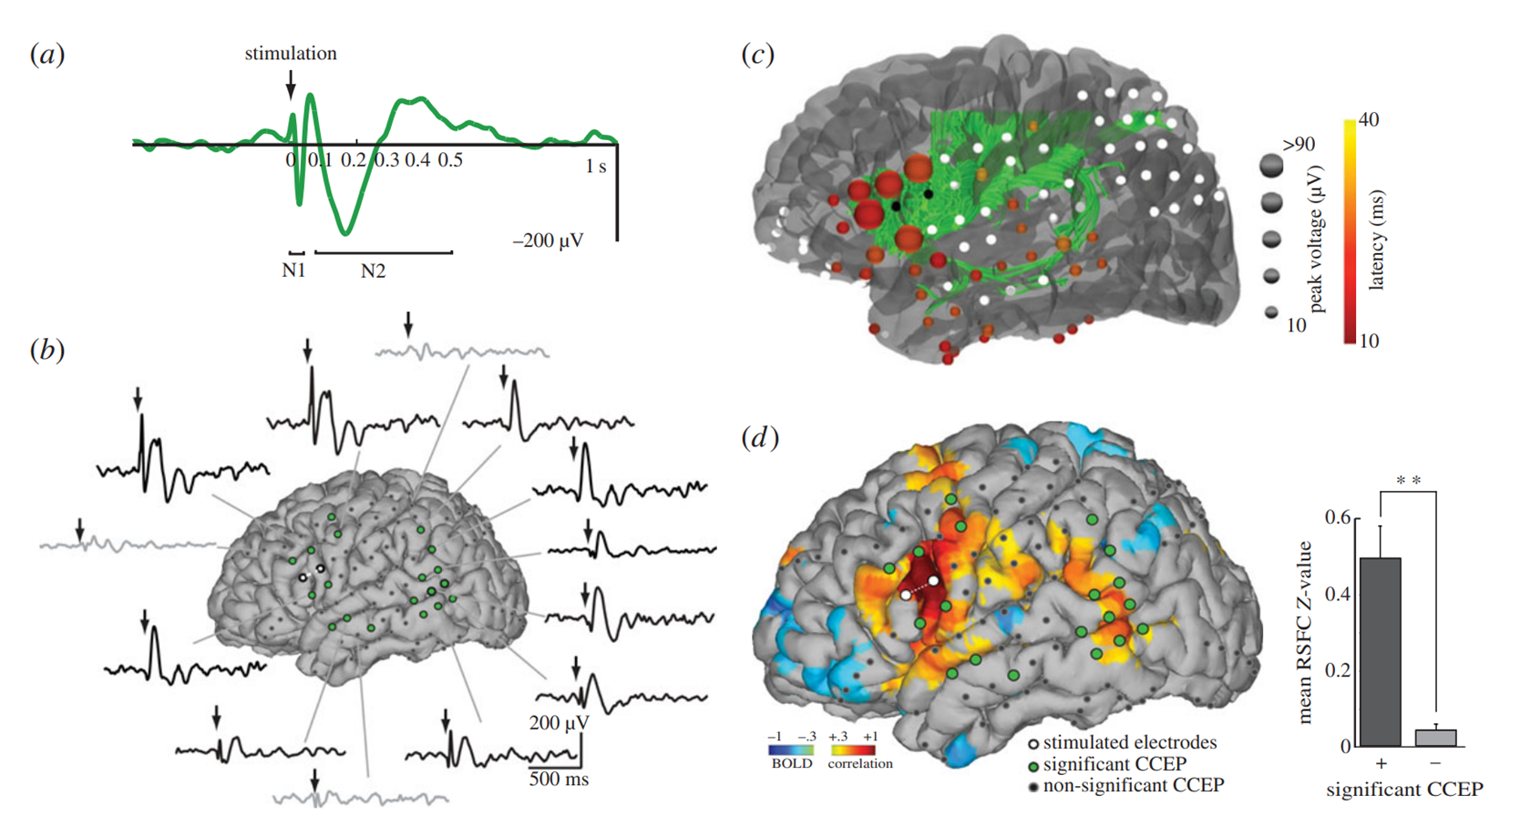 (a)
stimulation
0 0.1 0.2 0.3 0.4 0.5
1 s
−200 µV
N1
N2
(b)
200 µV
500 ms
(c)
>90
10
peak voltage (µV)
40
10
latency (ms)
(d)
−1 −.3 +.3 +1
BOLD correlation
stimulated electrodes
significant CCEP
non-significant CCEP
* *
0.6
0.4
0.2
0
mean RSFC Z-value
+ −
significant CCEP